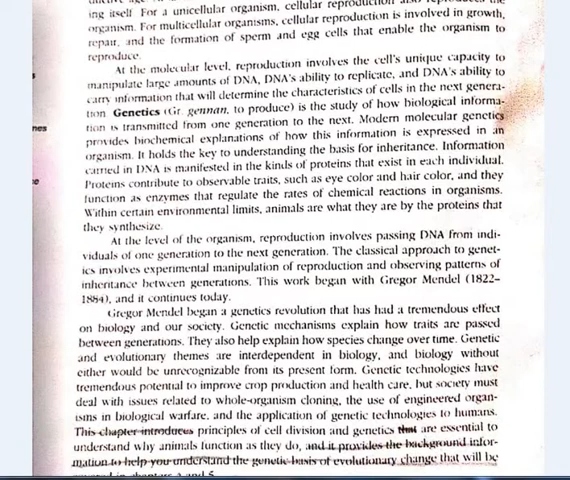 ing itself. For a unicellular organism, cellular reproduction also reproduces the
organism. For multicellular organisms, cellular reproduction is involved in growth,
repair, and the formation of sperm and egg cells that enable the organism to
reproduce.
At the molecular level, reproduction involves the cell's unique capacity to
manipulate large amounts of DNA, DNA's ability to replicate, and DNA's ability to
carry information that will determine the characteristics of cells in the next genera-
tion. Genetics (Gr. gennan, to produce) is the study of how biological informa-
tion is transmitted from one generation to the next. Modern molecular genetics
provides biochemical explanations of how this information is expressed in an
organism. It holds the key to understanding the basis for inheritance. Information
carried in DNA is manifested in the kinds of proteins that exist in each individual.
Proteins contribute to observable traits, such as eye color and hair color, and they
function as enzymes that regulate the rates of chemical reactions in organisms.
Within certain environmental limits, animals are what they are by the proteins that
they synthesize.
At the level of the organism, reproduction involves passing DNA from indi-
viduals of one generation to the next generation. The classical approach to genet-
ics involves experimental manipulation of reproduction and observing patterns of
inheritance between generations. This work began with Gregor Mendel (1822–
1884), and it continues today.
Gregor Mendel began a genetics revolution that has had a tremendous effect
on biology and our society. Genetic mechanisms explain how traits are passed
between generations. They also help explain how species change over time. Genetic
and evolutionary themes are interdependent in biology, and biology without
either would be unrecognizable from its present form. Genetic technologies have
tremendous potential to improve crop production and health care, but society must
deal with issues related to whole-organism cloning, the use of engineered organ-
isms in biological warfare, and the application of genetic technologies to humans.
This chapter introduces principles of cell division and genetics that are essential to
understand why animals function as they do, and it provides the background infor-
mation to help you understand the genetic basis of evolutionary change that will be